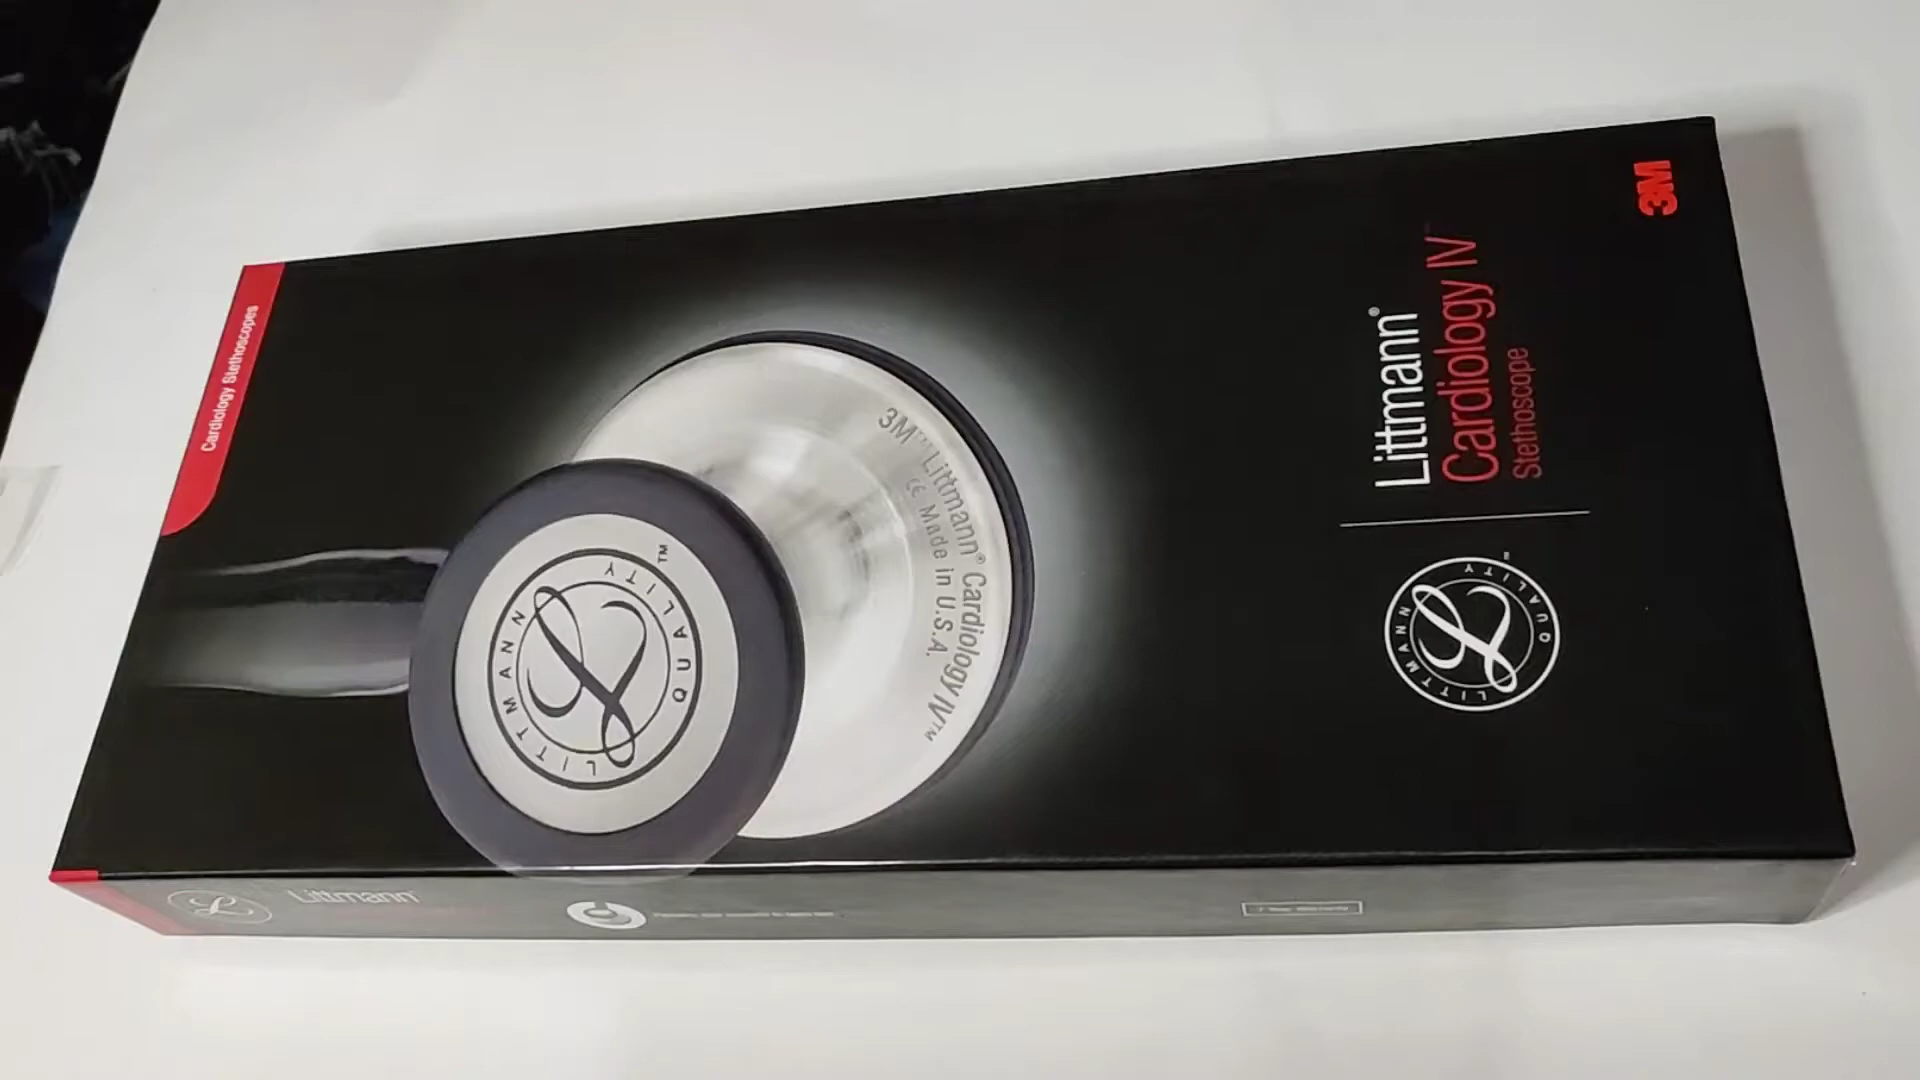 3M
Littmann®
Cardiology IV™
Stethoscope
LITTMANN QUALITY™
Cardiology Stethoscopes
3M™ Littmann® Cardiology IV™
CE Made in U.S.A.
LITTMANN QUALITY™
Littmann